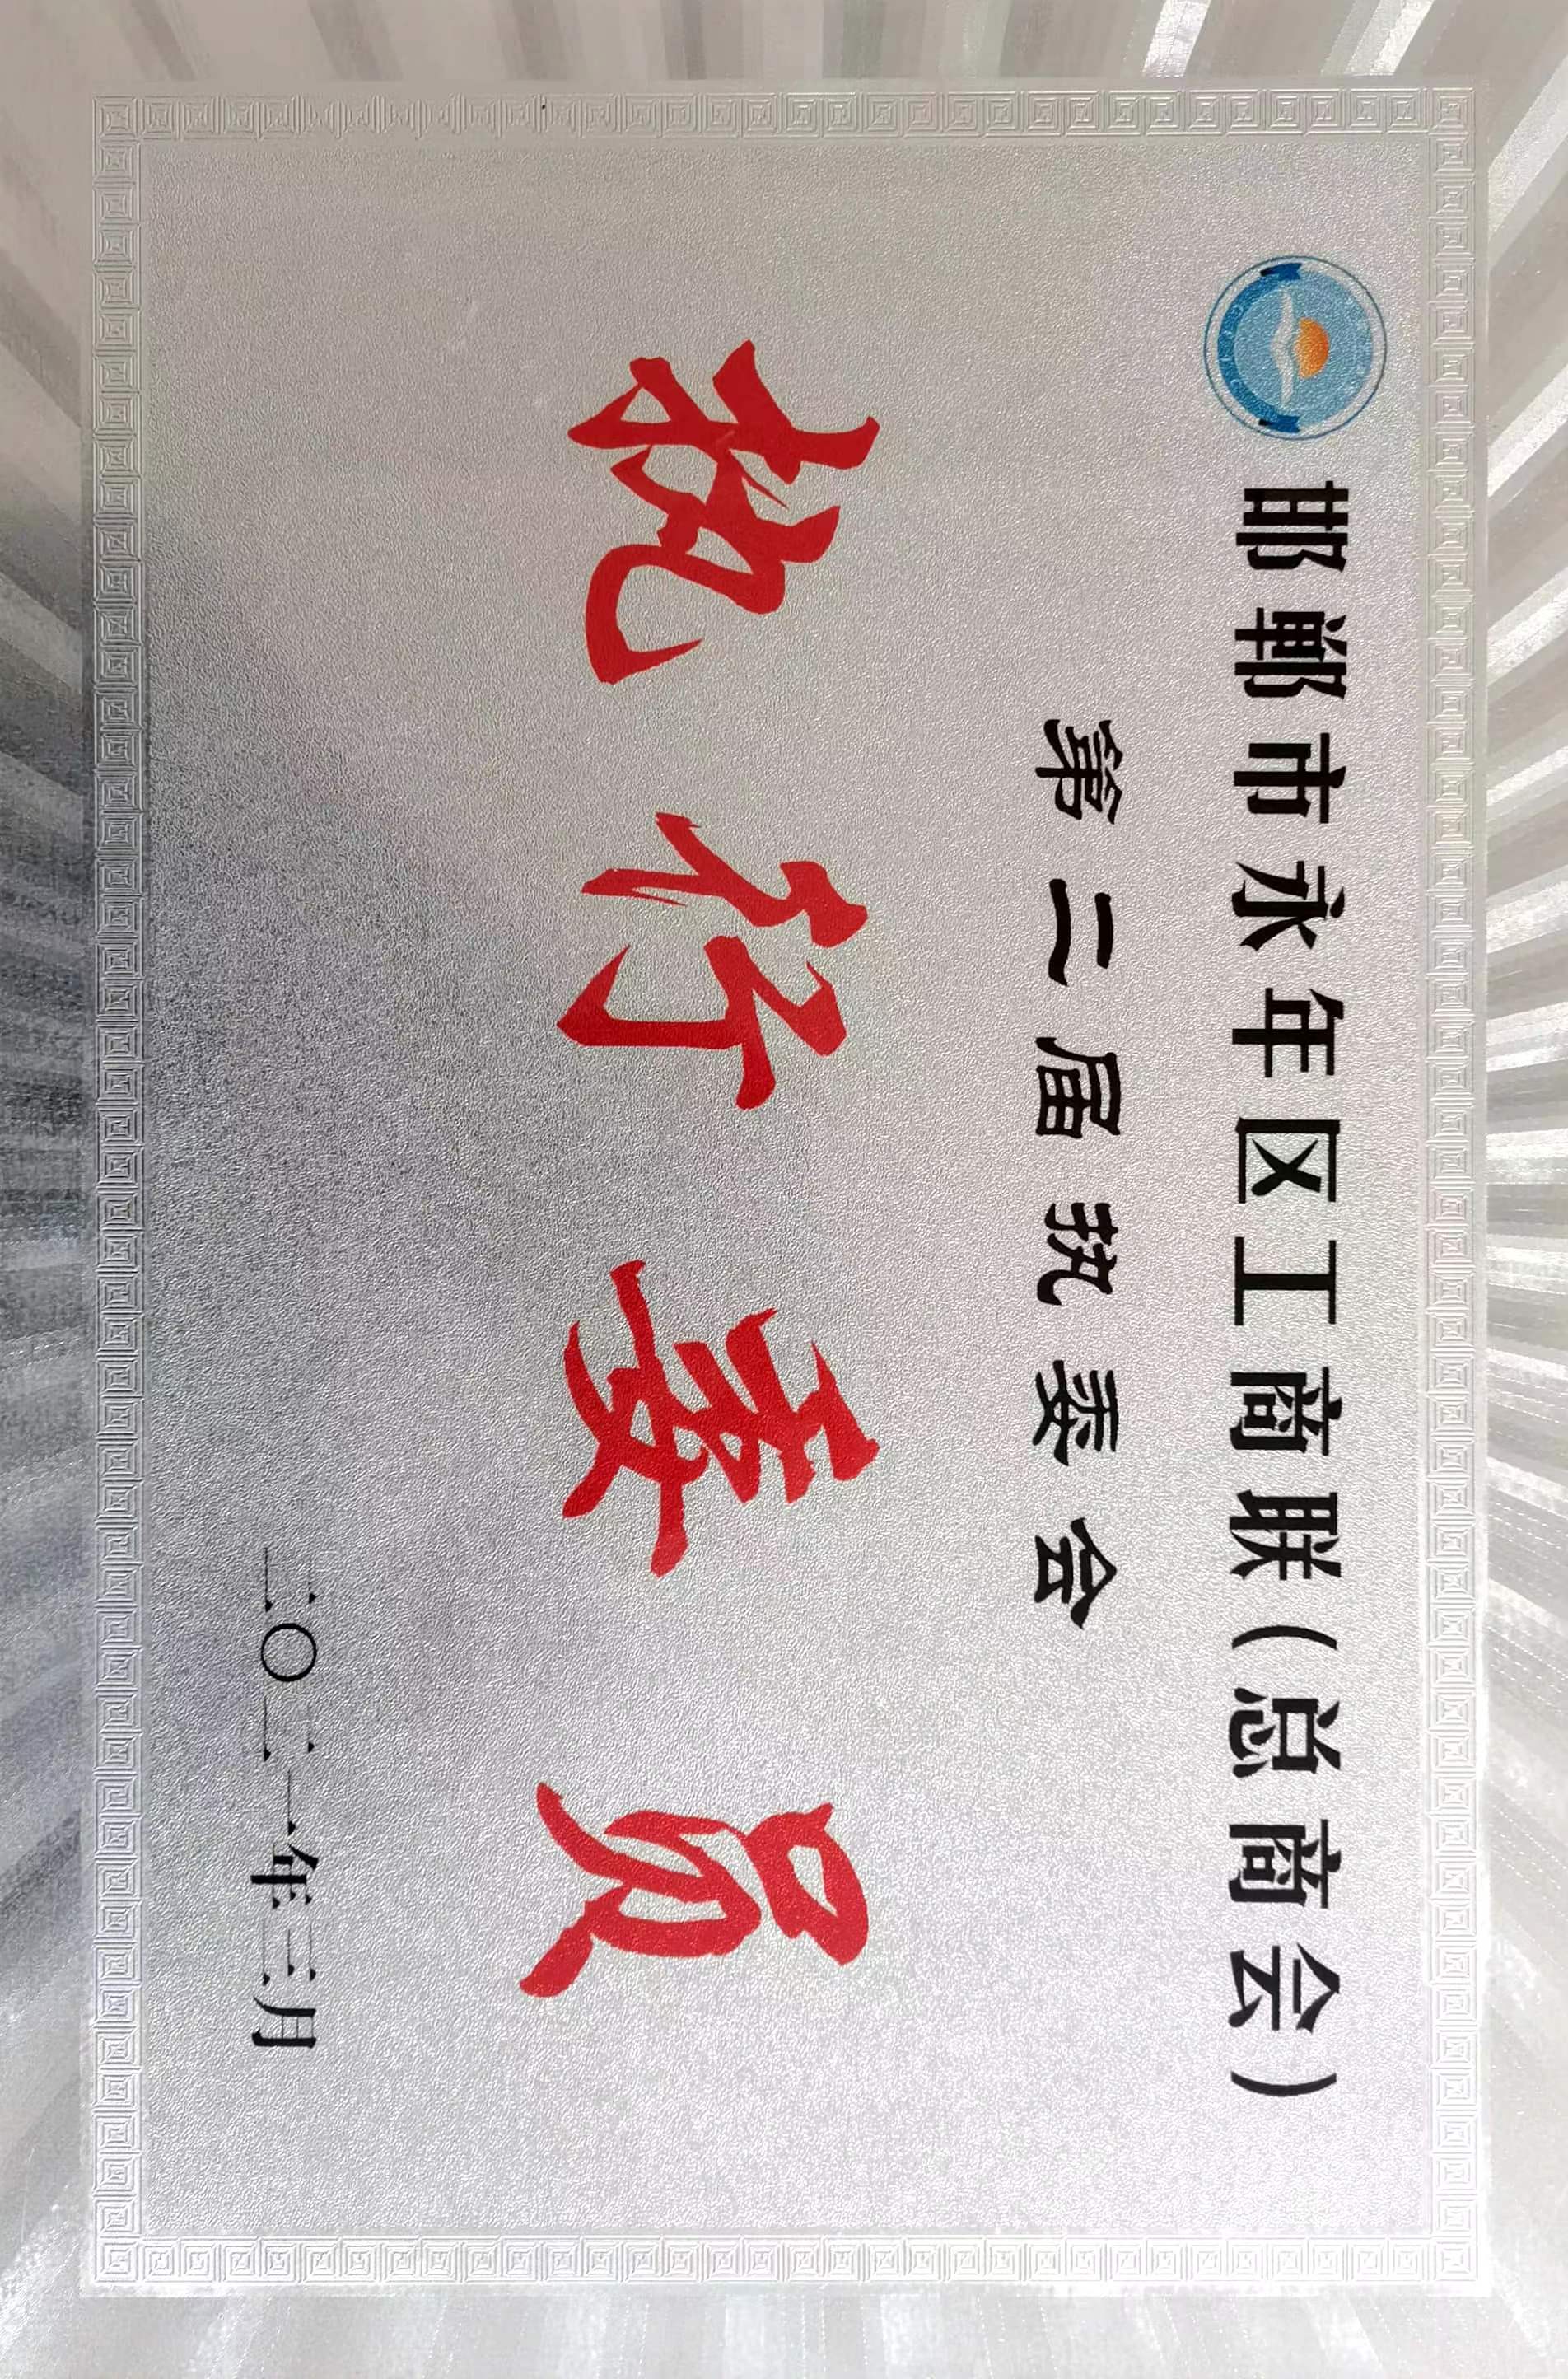 邯郸市永年区工商联(总商会)
第二届执委会
执行委员
二〇二一年三月